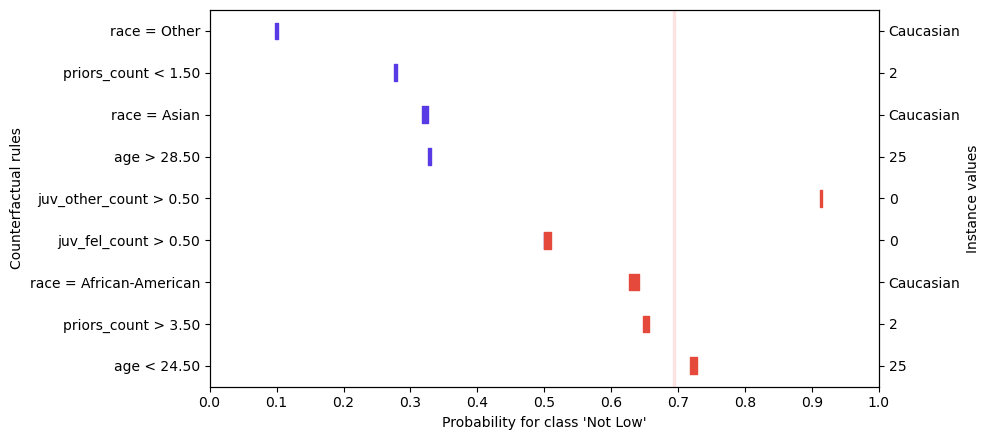 race = Other
Caucasian
priors_count < 1.50
2
race = Asian
Caucasian
age > 28.50
25
juv_other_count > 0.50
0
juv_fel_count > 0.50
0
race = African-American
Caucasian
priors_count > 3.50
2
age < 24.50
25
Counterfactual rules
Instance values
0.0 0.1 0.2 0.3 0.4 0.5 0.6 0.7 0.8 0.9 1.0
Probability for class 'Not Low'